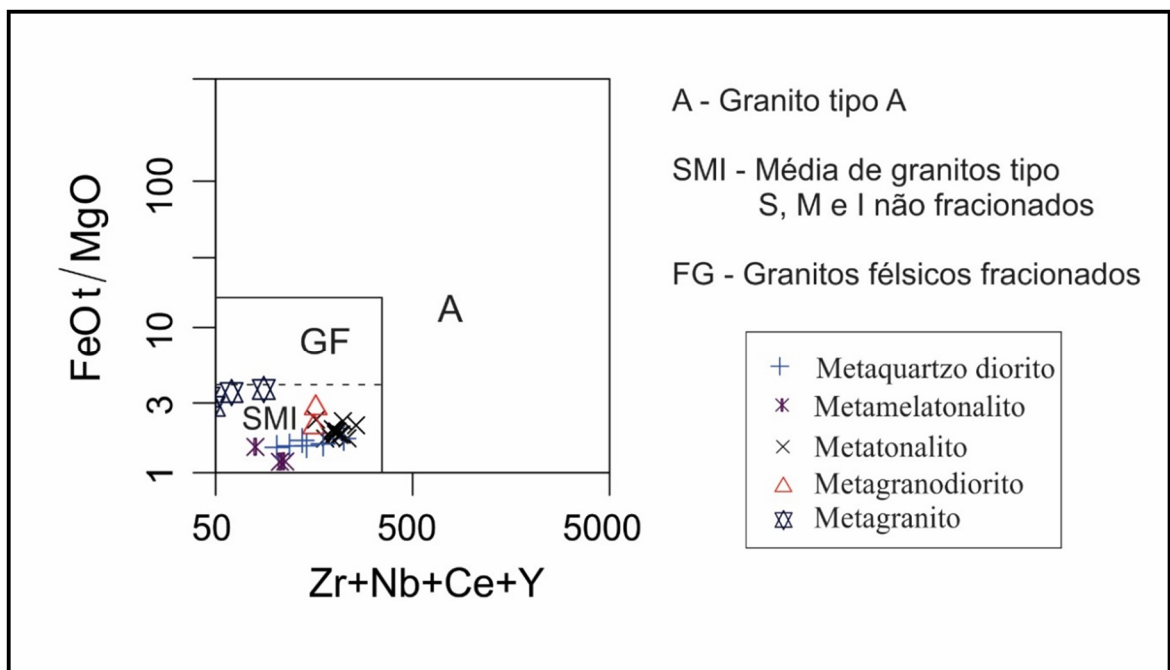 FeOt/MgO
100
10
3
1
GF
A
SMI
50
500
5000
Zr+Nb+Ce+Y
A - Granito tipo A
SMI - Média de granitos tipo
S, M e I não fracionados
FG - Granitos félsicos fracionados
Metaquartzo diorito
Metamelatonalito
Metatonalito
Metagranodiorito
Metagranito